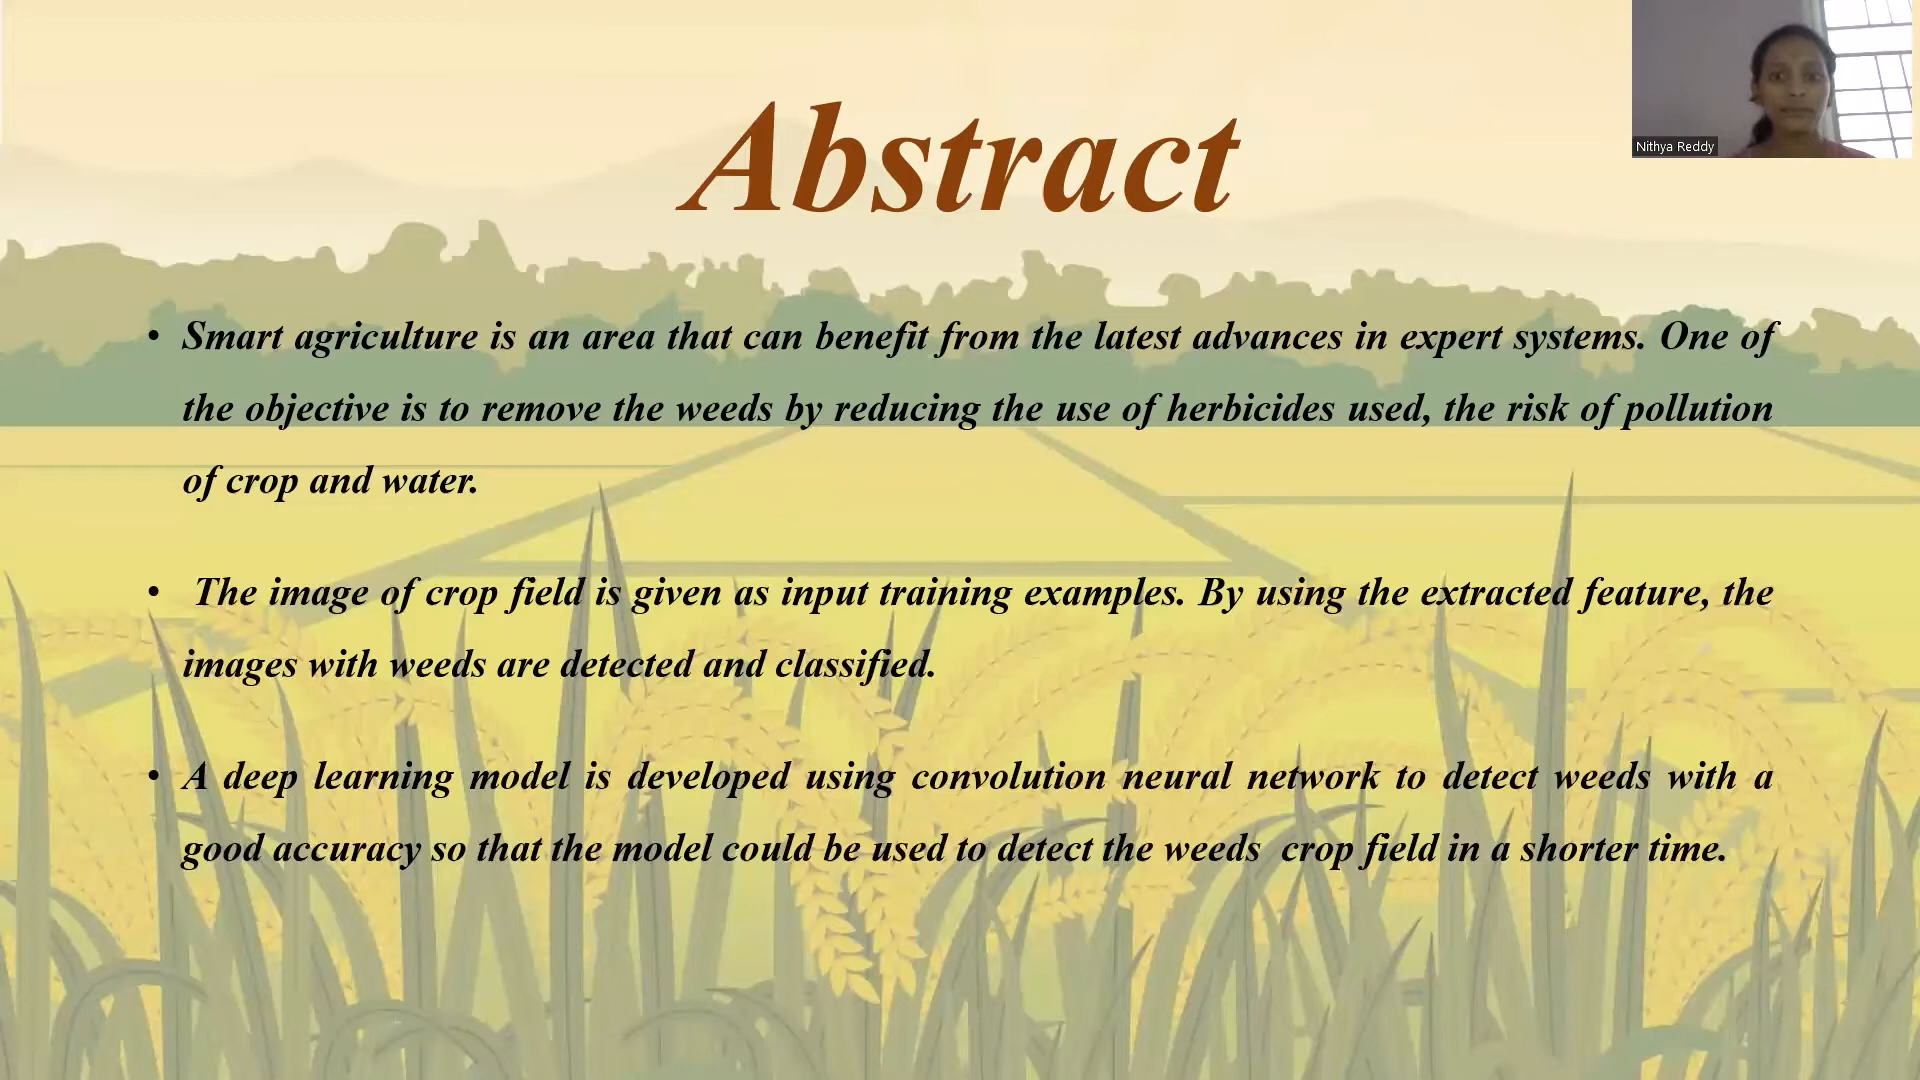 Abstract
Nithya Reddy
• Smart agriculture is an area that can benefit from the latest advances in expert systems. One of
the objective is to remove the weeds by reducing the use of herbicides used, the risk of pollution
of crop and water.
• The image of crop field is given as input training examples. By using the extracted feature, the
images with weeds are detected and classified.
• A deep learning model is developed using convolution neural network to detect weeds with a
good accuracy so that the model could be used to detect the weeds crop field in a shorter time.